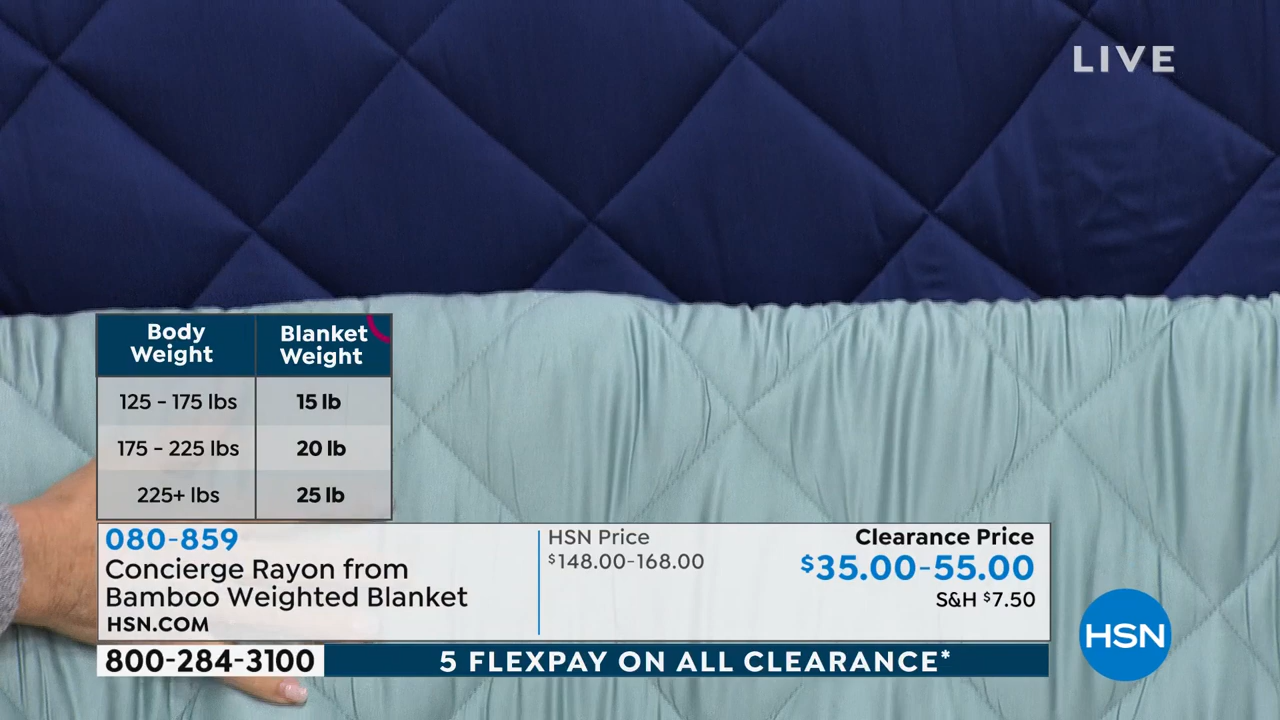 LIVE
Body Weight
Blanket Weight
125 - 175 lbs
15 lb
175 - 225 lbs
20 lb
225+ lbs
25 lb
080-859
Concierge Rayon from
Bamboo Weighted Blanket
HSN.COM
HSN Price
$148.00-168.00
Clearance Price
$35.00-55.00
S&H $7.50
HSN
800-284-3100
5 FLEXPAY ON ALL CLEARANCE*